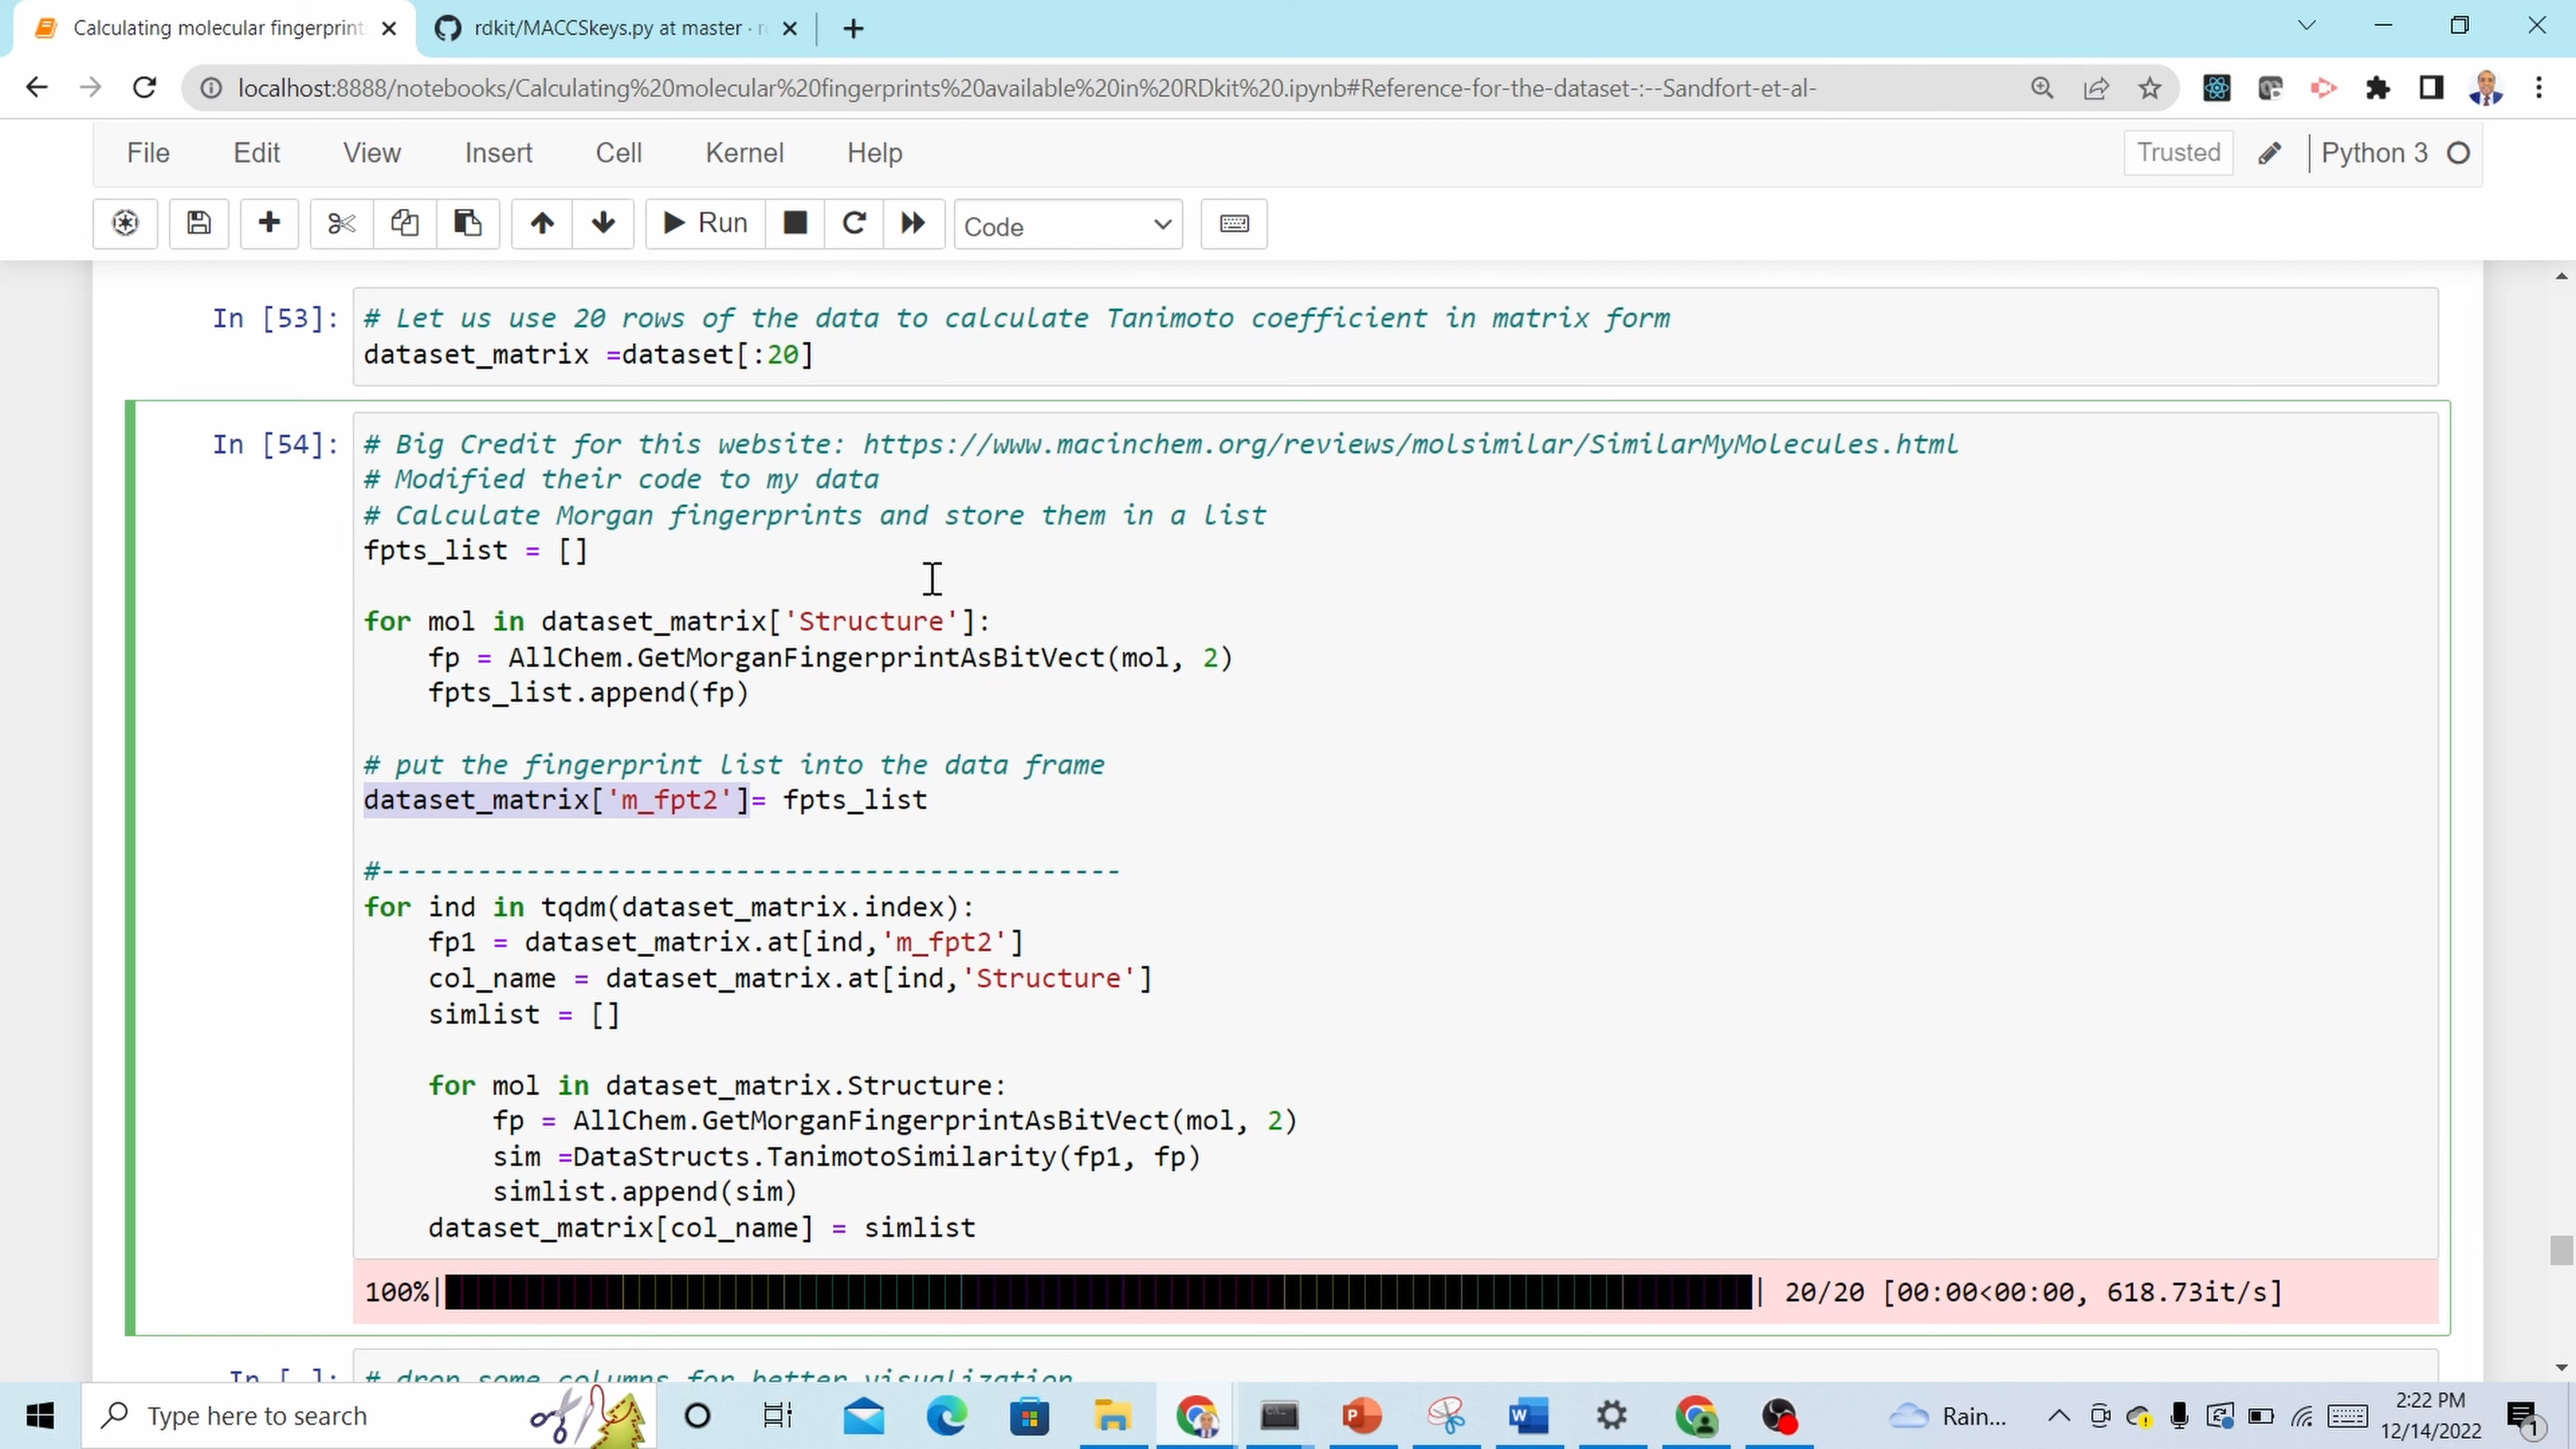 Calculating molecular fingerprint
rdkit/MACCSkeys.py at master · r
localhost:8888/notebooks/Calculating%20molecular%20fingerprints%20available%20in%20RDkit%20.ipynb#Reference-for-the-dataset-:--Sandfort-et-al-
File Edit View Insert Cell Kernel Help Trusted Python 3
Run Code
In [53]: # Let us use 20 rows of the data to calculate Tanimoto coefficient in matrix form
dataset_matrix =dataset[:20]
In [54]: # Big Credit for this website: https://www.macinchem.org/reviews/molsimilar/SimilarMyMolecules.html
# Modified their code to my data
# Calculate Morgan fingerprints and store them in a list
fpts_list = []
for mol in dataset_matrix['Structure']:
    fp = AllChem.GetMorganFingerprintAsBitVect(mol, 2)
    fpts_list.append(fp)
# put the fingerprint list into the data frame
dataset_matrix['m_fpt2']= fpts_list
#----------------------------------------------
for ind in tqdm(dataset_matrix.index):
    fp1 = dataset_matrix.at[ind,'m_fpt2']
    col_name = dataset_matrix.at[ind,'Structure']
    simlist = []
    for mol in dataset_matrix.Structure:
        fp = AllChem.GetMorganFingerprintAsBitVect(mol, 2)
        sim =DataStructs.TanimotoSimilarity(fp1, fp)
        simlist.append(sim)
    dataset_matrix[col_name] = simlist
100%| | 20/20 [00:00<00:00, 618.73it/s]
In [ ]: # drop some columns for better visualization
Type here to search
Rain...
2:22 PM
12/14/2022
1